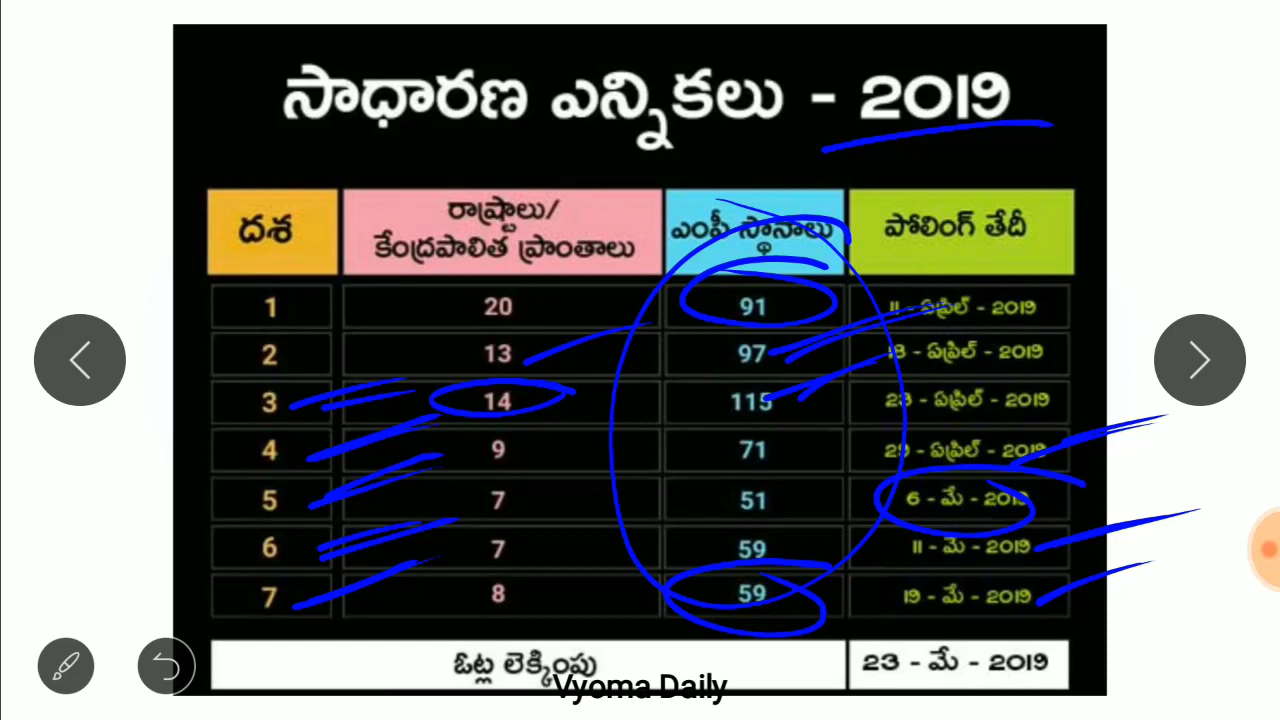 సాధారణ ఎన్నికలు - 2019
దశ రాష్ట్రాలు/ కేంద్రపాలిత ప్రాంతాలు ఎంపీ స్థానాలు పోలింగ్ తేదీ
1 20 91 11 - ఏప్రిల్ - 2019
2 13 97 18 - ఏప్రిల్ - 2019
3 14 115 23 - ఏప్రిల్ - 2019
4 9 71 29 - ఏప్రిల్ - 2019
5 7 51 6 - మే - 2019
6 7 59 11 - మే - 2019
7 8 59 19 - మే - 2019
ఓట్ల లెక్కింపు 23 - మే - 2019
Vyoma Daily